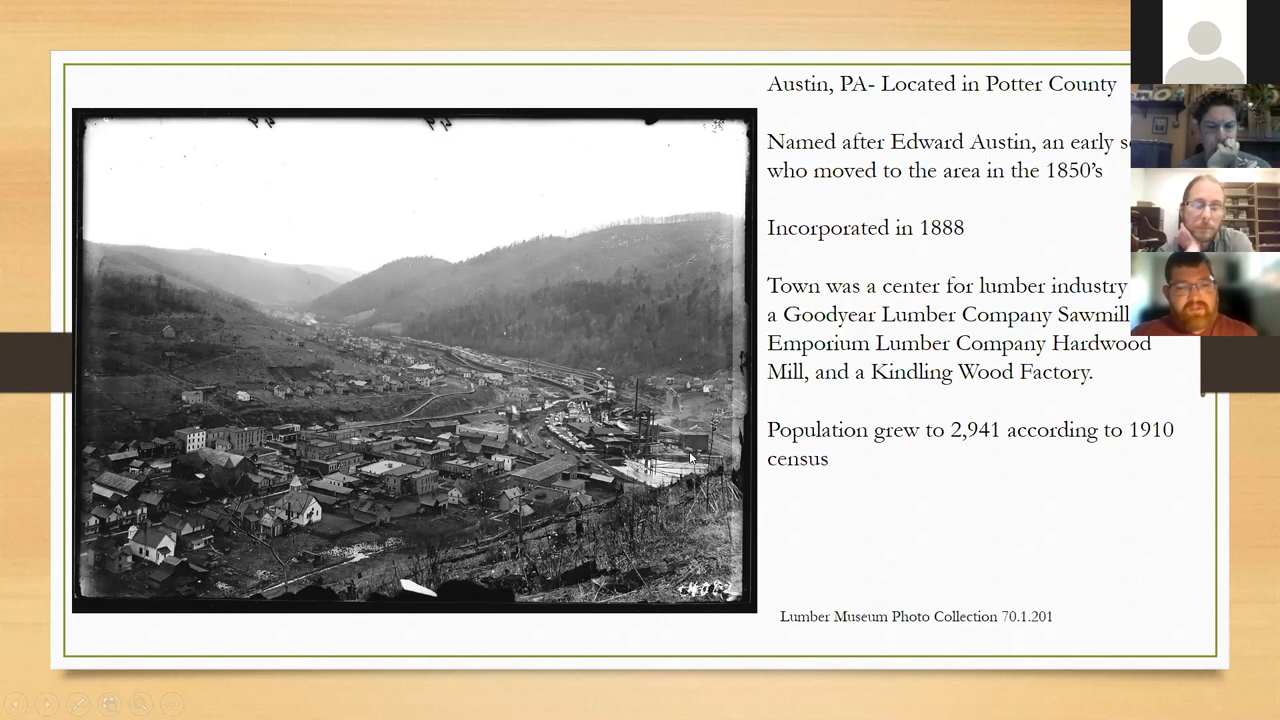 Austin, PA- Located in Potter County
Named after Edward Austin, an early
who moved to the area in the 1850's
Incorporated in 1888
Town was a center for lumber industry
a Goodyear Lumber Company Sawmill
Emporium Lumber Company Hardwood
Mill, and a Kindling Wood Factory.
Population grew to 2,941 according to 1910
census
Lumber Museum Photo Collection 70.1.201